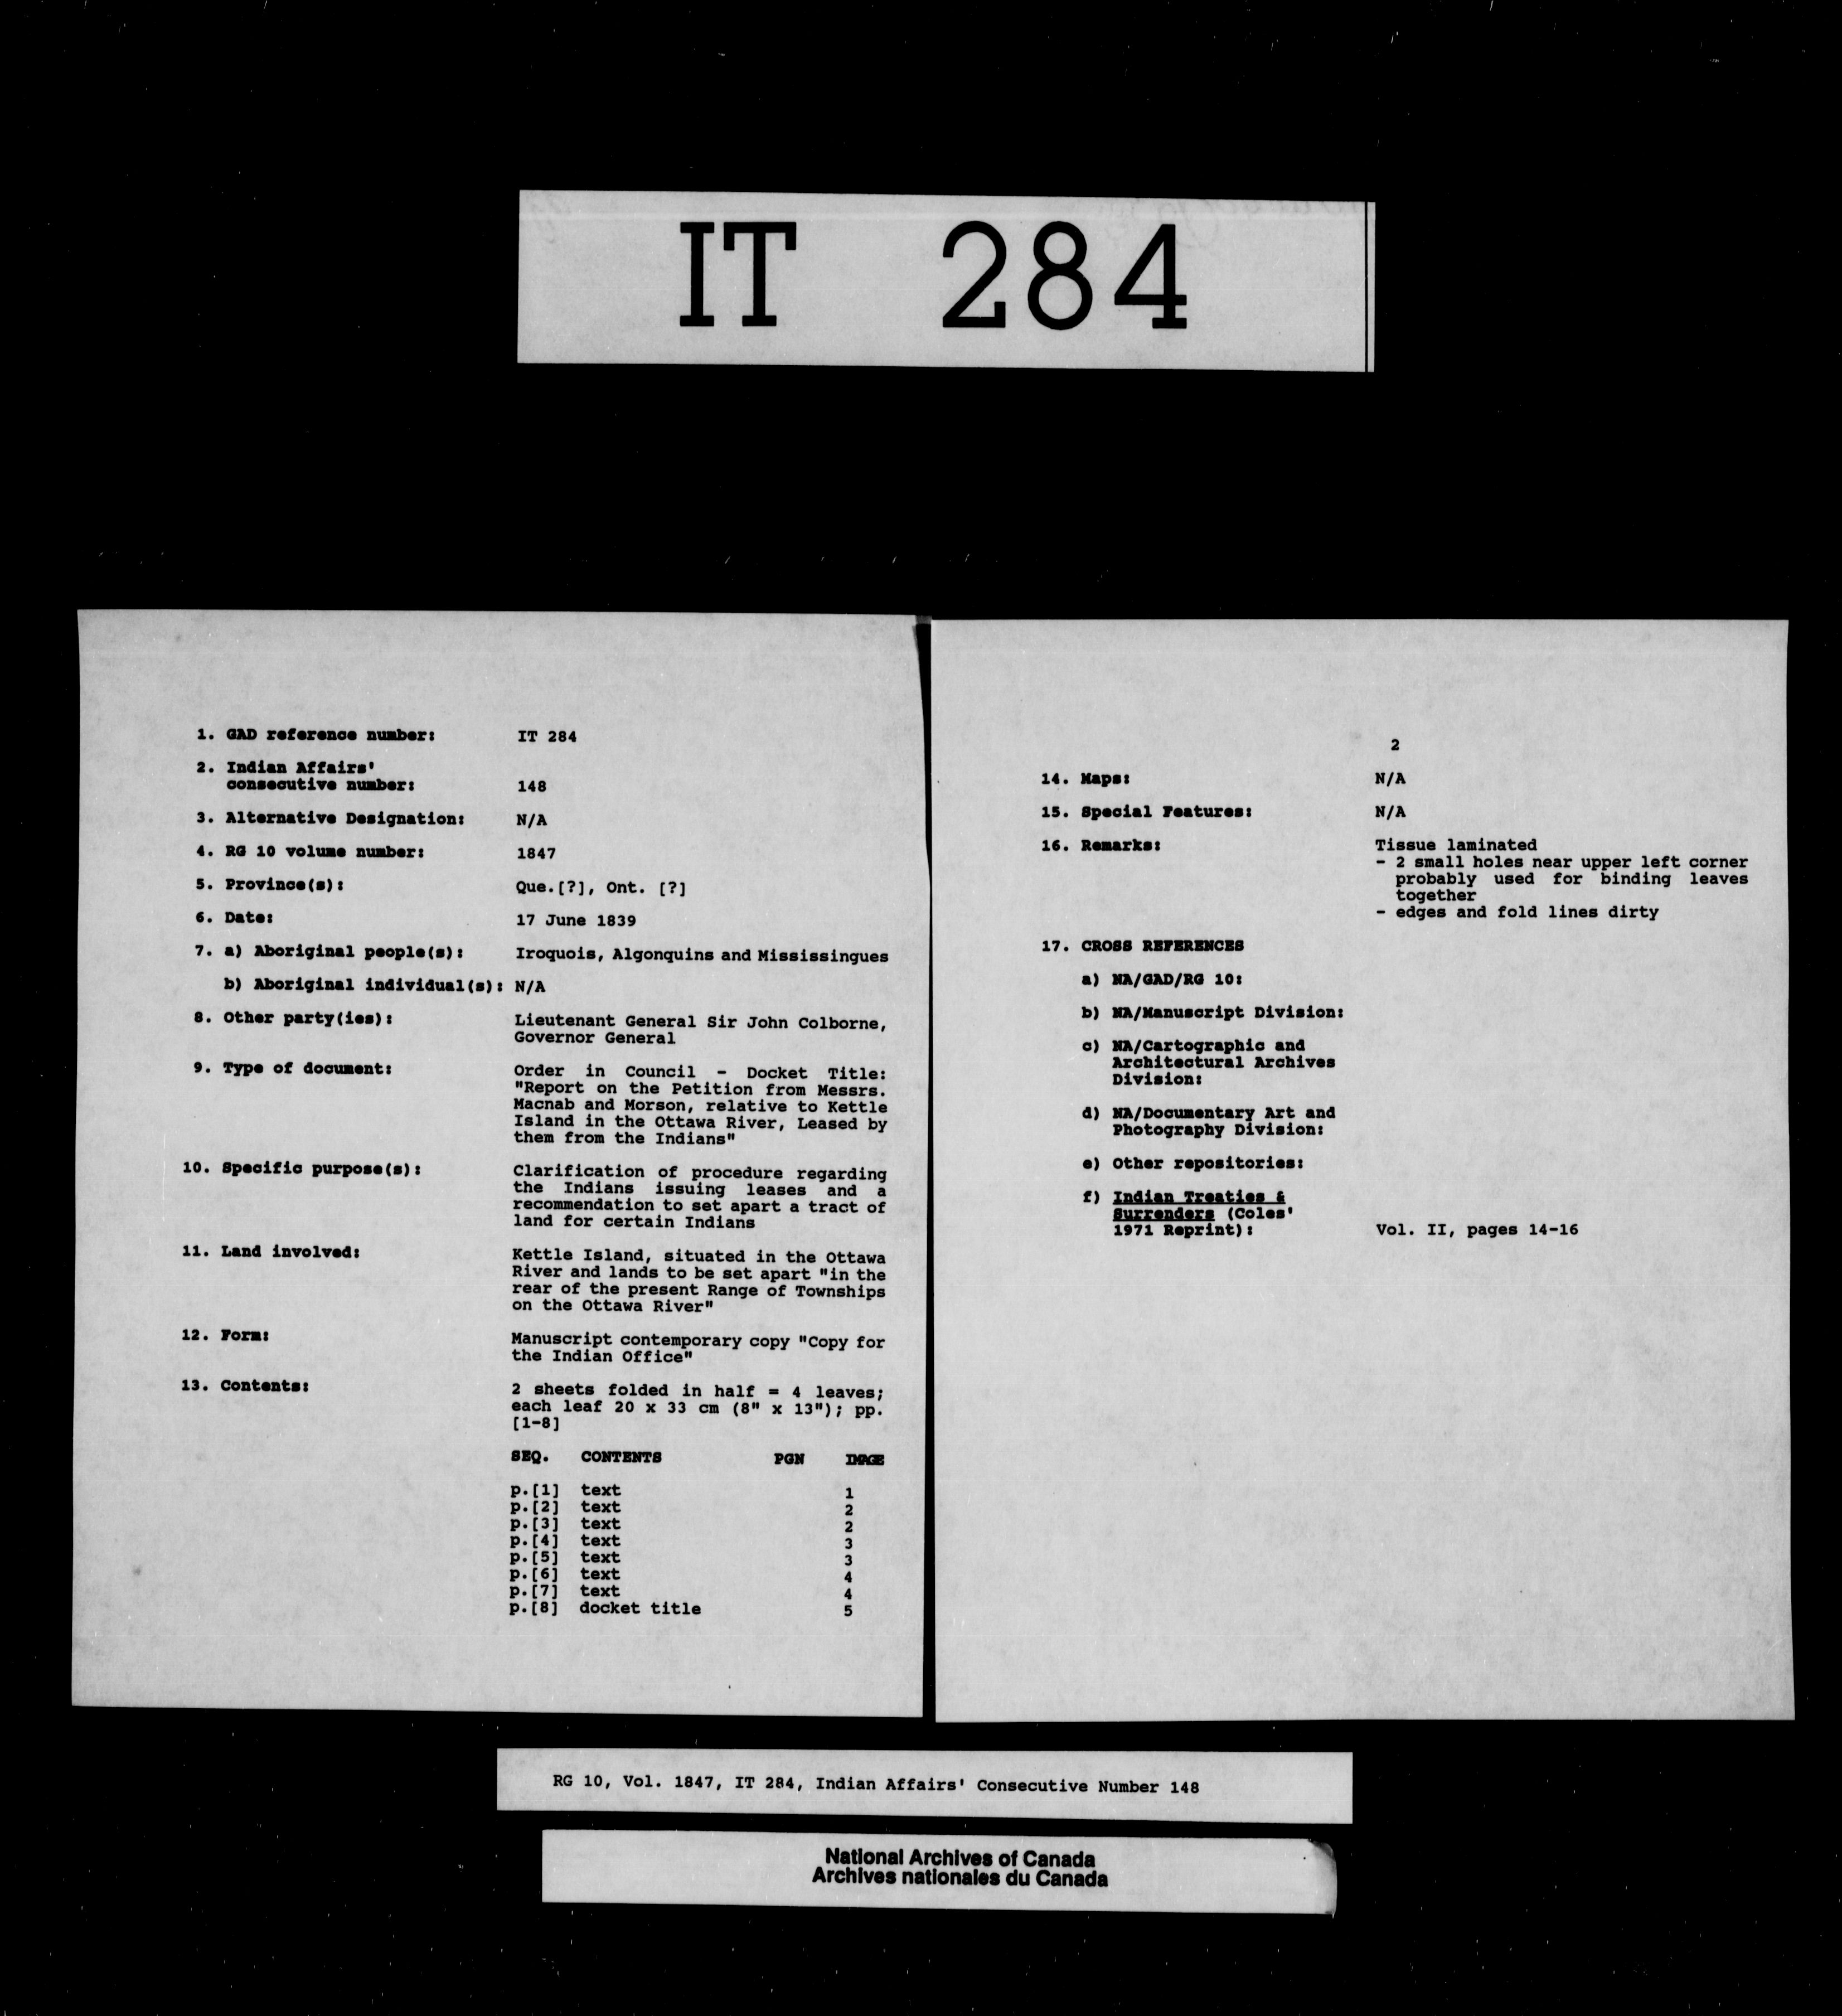 IT 284
1. GAD reference number: IT 284
2. Indian Affairs'
consecutive number: 148
3. Alternative Designation: N/A
4. RG 10 volume number: 1847
5. Province(s): Que.[?], Ont. [?]
6. Date: 17 June 1839
7. a) Aboriginal people(s): Iroquois, Algonquins and Mississingues
b) Aboriginal individual(s): N/A
8. Other party(ies): Lieutenant General Sir John Colborne,
Governor General
9. Type of document: Order in Council - Docket Title:
"Report on the Petition from Messrs.
Macnab and Morson, relative to Kettle
Island in the Ottawa River, Leased by
them from the Indians"
10. Specific purpose(s): Clarification of procedure regarding
the Indians issuing leases and a
recommendation to set apart a tract of
land for certain Indians
11. Land involved: Kettle Island, situated in the Ottawa
River and lands to be set apart "in the
rear of the present Range of Townships
on the Ottawa River"
12. Form: Manuscript contemporary copy "Copy for
the Indian Office"
13. Contents: 2 sheets folded in half = 4 leaves;
each leaf 20 x 33 cm (8" x 13"); pp.
[1-8]
SEQ. CONTENTS PGN IMAGE
p.[1] text 1
p.[2] text 2
p.[3] text 2
p.[4] text 3
p.[5] text 3
p.[6] text 4
p.[7] text 4
p.[8] docket title 5
2
14. Maps: N/A
15. Special Features: N/A
16. Remarks: Tissue laminated
- 2 small holes near upper left corner
probably used for binding leaves
together
- edges and fold lines dirty
17. CROSS REFERENCES
a) NA/GAD/RG 10:
b) NA/Manuscript Division:
c) NA/Cartographic and
Architectural Archives
Division:
d) NA/Documentary Art and
Photography Division:
e) Other repositories:
f) Indian Treaties &
Surrenders (Coles'
1971 Reprint): Vol. II, pages 14-16
RG 10, Vol. 1847, IT 284, Indian Affairs' Consecutive Number 148
National Archives of Canada
Archives nationales du Canada